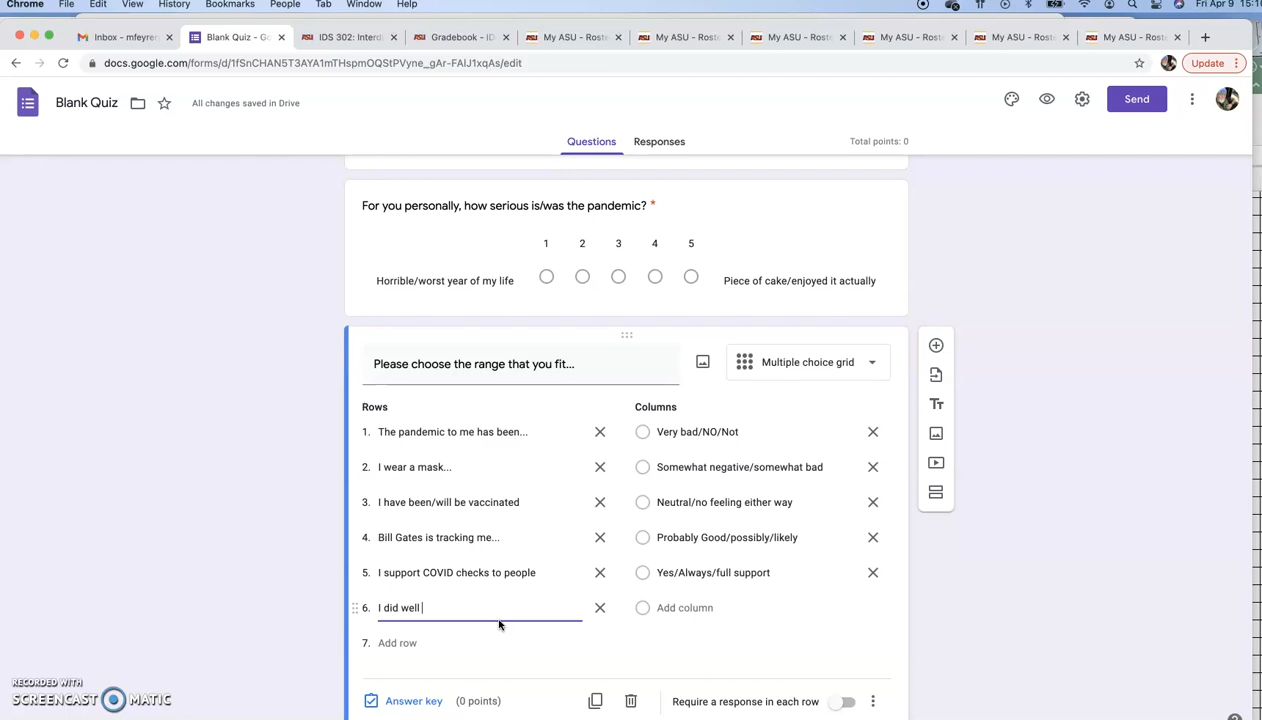 Chrome File Edit View History Bookmarks People Tab Window Help Fri Apr 9
Inbox - mfeyre
Blank Quiz - Go
IDS 302: Interd
Gradebook - ID
My ASU - Roste
My ASU - Roste
My ASU - Roste
My ASU - Roste
My ASU - Roste
My ASU - Roste
docs.google.com/forms/d/1fSnCHAN5T3AYA1mTHspmOQStPVyne_gAr-FAlJ1xqAs/edit
Update
Blank Quiz
All changes saved in Drive
Send
Questions
Responses
Total points: 0
For you personally, how serious is/was the pandemic? *
1 2 3 4 5
Horrible/worst year of my life
Piece of cake/enjoyed it actually
Please choose the range that you fit...
Multiple choice grid
Rows
Columns
1. The pandemic to me has been...
Very bad/NO/Not
2. I wear a mask...
Somewhat negative/somewhat bad
3. I have been/will be vaccinated
Neutral/no feeling either way
4. Bill Gates is tracking me...
Probably Good/possibly/likely
5. I support COVID checks to people
Yes/Always/full support
6. I did well
Add column
7. Add row
Answer key
(0 points)
Require a response in each row
RECORDED WITH
SCREENCAST MATIC